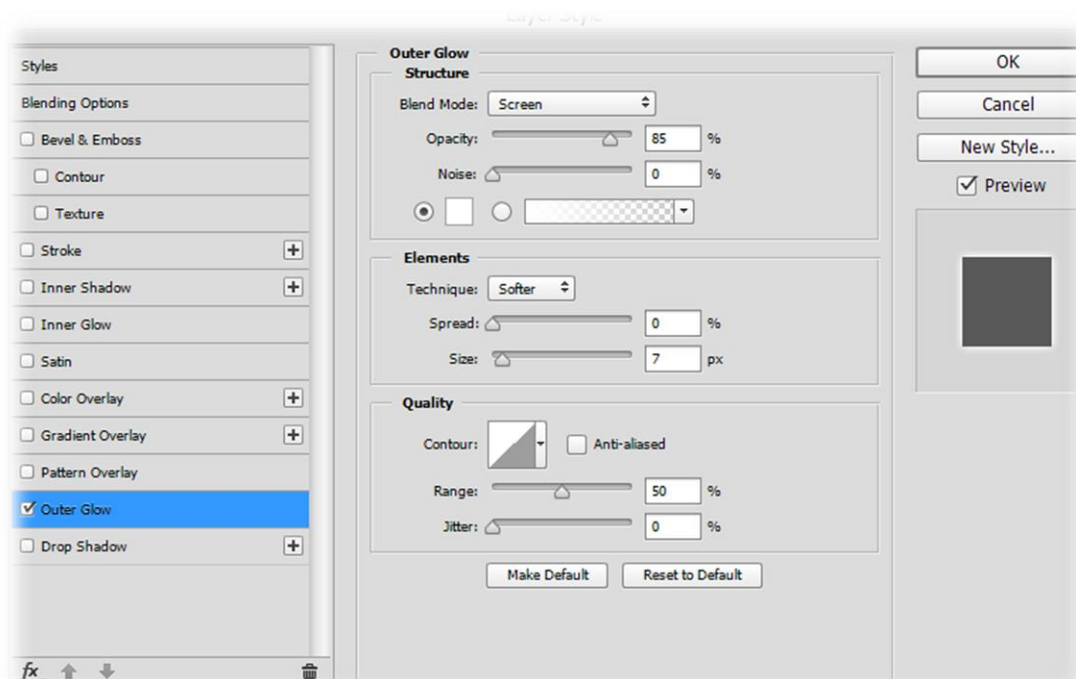 Layer Style
Styles
Blending Options
Bevel & Emboss
Contour
Texture
Stroke
Inner Shadow
Inner Glow
Satin
Color Overlay
Gradient Overlay
Pattern Overlay
Outer Glow
Drop Shadow
fx
Outer Glow
Structure
Blend Mode: Screen
Opacity: 85 %
Noise: 0 %
Elements
Technique: Softer
Spread: 0 %
Size: 7 px
Quality
Contour: Anti-aliased
Range: 50 %
Jitter: 0 %
Make Default Reset to Default
OK
Cancel
New Style...
Preview